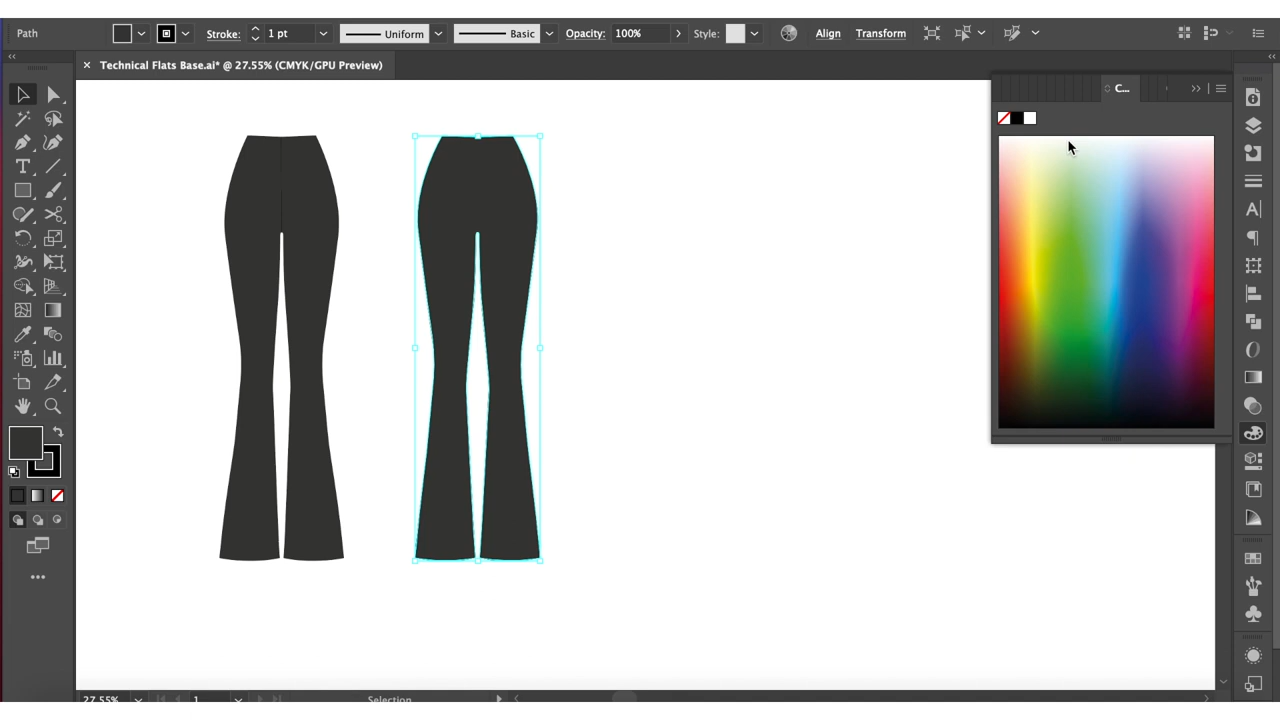 Path Stroke: 1 pt Uniform Basic Opacity: 100% Style: Align Transform
× Technical Flats Base.ai* @ 27.55% (CMYK/GPU Preview)
C...
27.55% 1 Selection